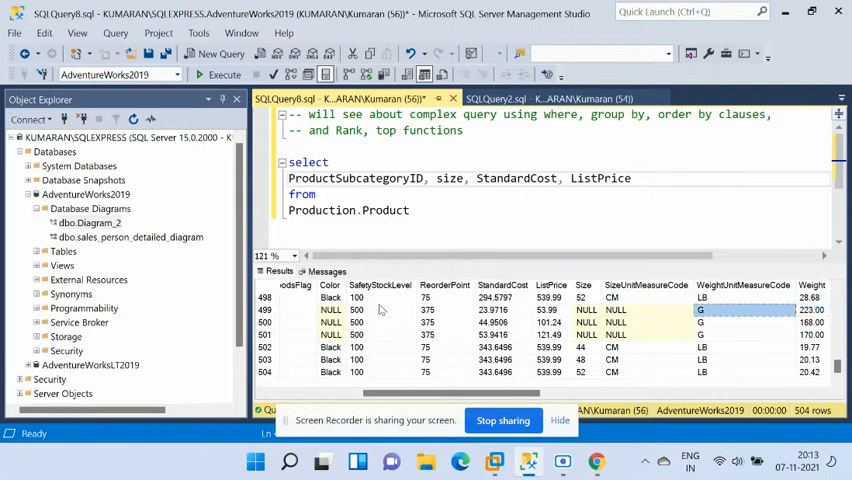 SQLQuery8.sql - KUMARAN\SQLEXPRESS.AdventureWorks2019 (KUMARAN\Kumaran (56))* - Microsoft SQL Server Management Studio
Quick Launch (Ctrl+Q)
File Edit View Query Project Tools Window Help
New Query
MDX DMX XMLA DAX
AdventureWorks2019
Execute
Object Explorer
Connect
KUMARAN\SQLEXPRESS (SQL Server 15.0.2000 -
Databases
System Databases
Database Snapshots
AdventureWorks2019
Database Diagrams
dbo.Diagram_2
dbo.sales_person_detailed_diagram
Tables
Views
External Resources
Synonyms
Programmability
Service Broker
Storage
Security
AdventureWorksLT2019
Security
Server Objects
SQLQuery8.sql - K...ARAN\Kumaran (56))*
SQLQuery2.sql - K...ARAN\Kumaran (54))
-- will see about complex query using where, group by, order by clauses,
-- and Rank, top functions
select
ProductSubcategoryID, size, StandardCost, ListPrice
from
Production.Product
121 %
Results Messages
odsFlag Color SafetyStockLevel ReorderPoint StandardCost ListPrice Size SizeUnitMeasureCode WeightUnitMeasureCode Weight
498 Black 100 75 294.5797 539.99 52 CM LB 28.68
499 NULL 500 375 23.9716 53.99 NULL NULL G 223.00
500 NULL 500 375 44.9506 101.24 NULL NULL G 168.00
501 NULL 500 375 53.9416 121.49 NULL NULL G 170.00
502 Black 100 75 343.6496 539.99 44 CM LB 19.77
503 Black 100 75 343.6496 539.99 48 CM LB 20.13
504 Black 100 75 343.6496 539.99 52 CM LB 20.42
Qu
ARAN\Kumaran (56) AdventureWorks2019 00:00:00 504 rows
Screen Recorder is sharing your screen.
Stop sharing
Hide
Ready
Ln
ENG
IN
20:13
07-11-2021